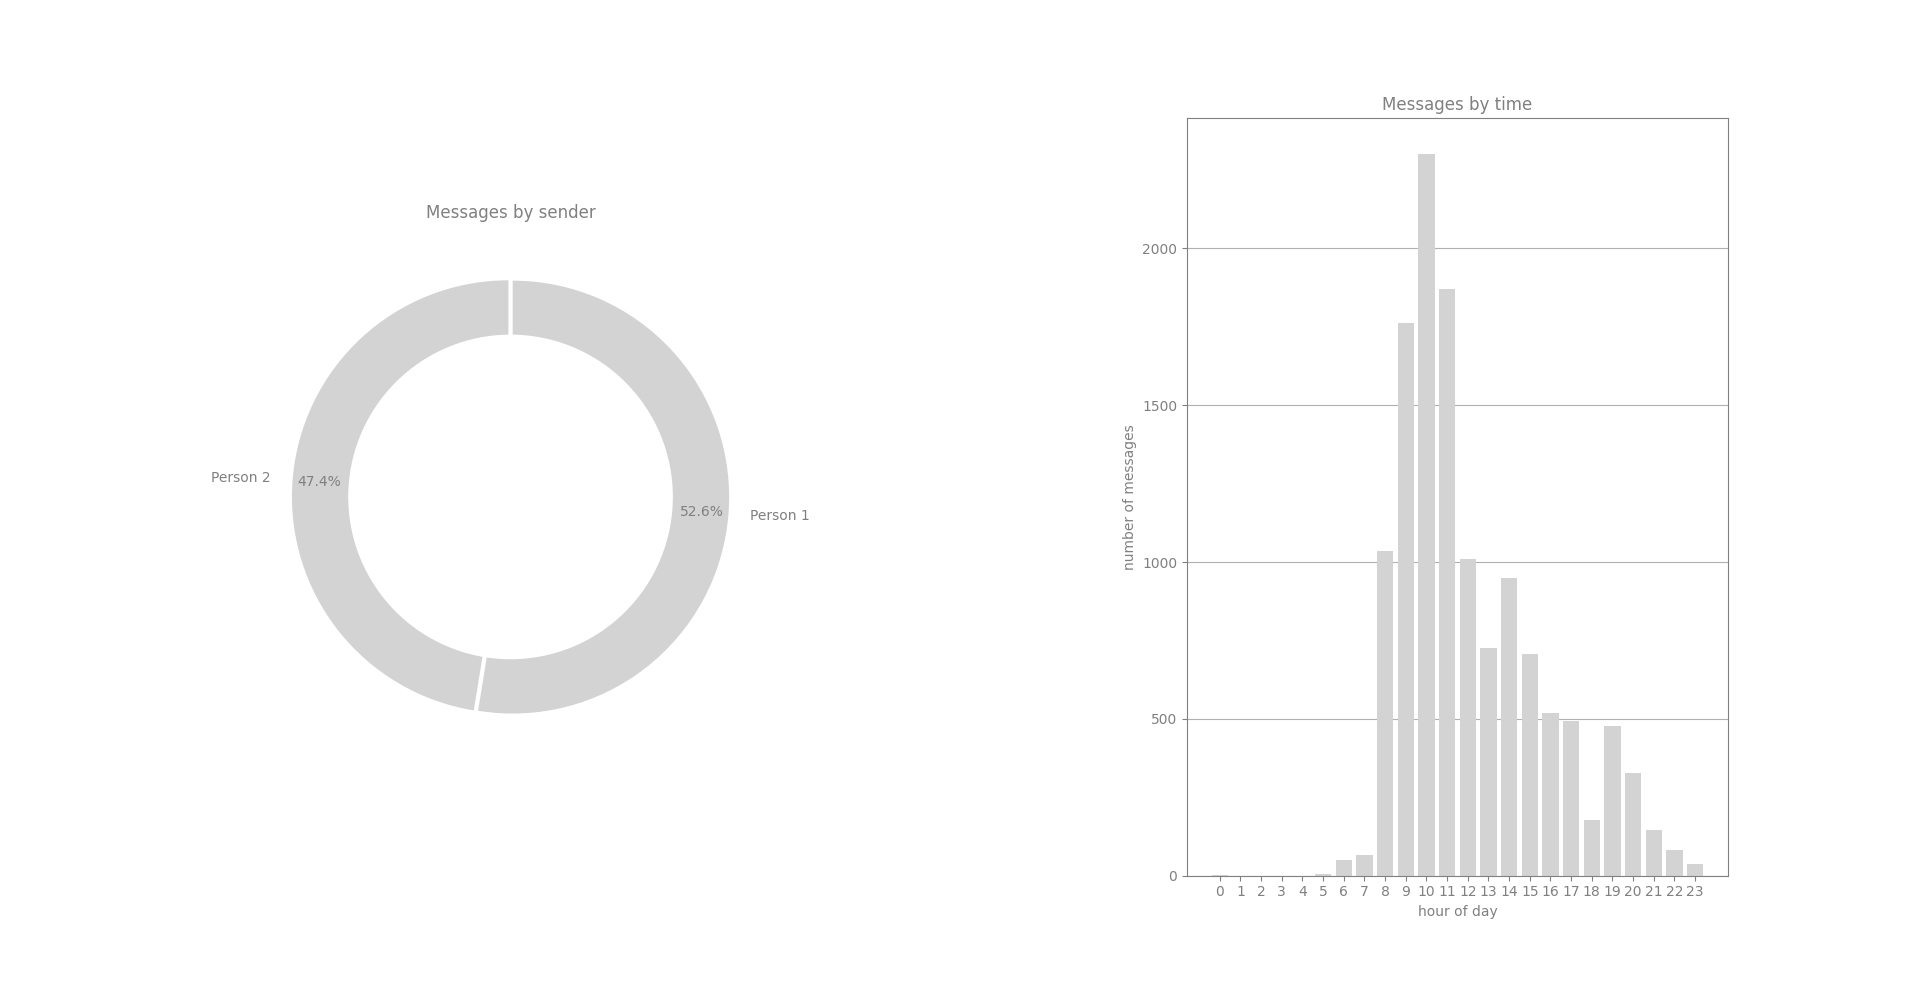 Messages by sender
Person 2
47.4%
52.6%
Person 1
Messages by time
number of messages
2000
1500
1000
500
0
0 1 2 3 4 5 6 7 8 9 10 11 12 13 14 15 16 17 18 19 20 21 22 23
hour of day